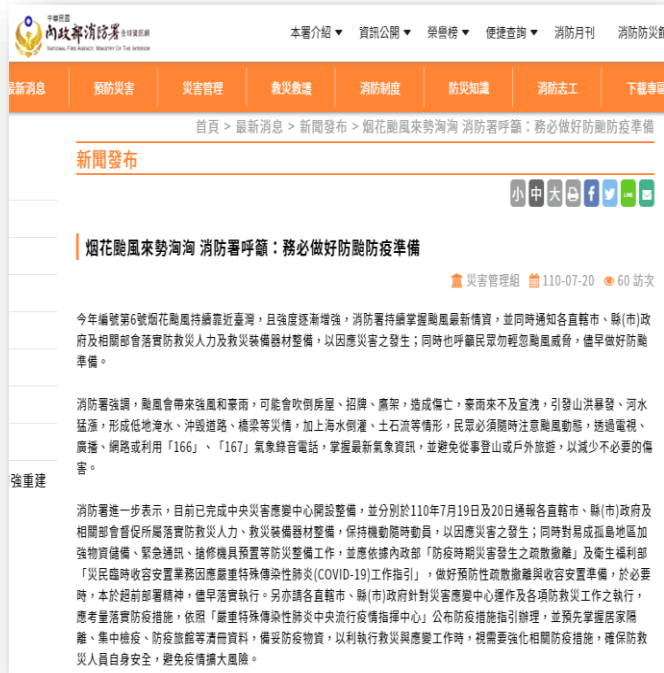 中華民國
內政部消防署全球資訊網
NATIONAL FIRE AGENCY, MINISTRY OF THE INTERIOR
本署介紹 資訊公開 榮譽榜 便捷查詢 消防月刊 消防防災館
最新消息 預防災害 災害管理 救災救護 消防制度 防災知識 消防志工 下載專區
首頁 > 最新消息 > 新聞發布 > 烟花颱風來勢洶洶 消防署呼籲：務必做好防颱防疫準備
新聞發布
小 中 大
LINE
烟花颱風來勢洶洶 消防署呼籲：務必做好防颱防疫準備
災害管理組 110-07-20 60 訪次
今年編號第6號烟花颱風持續靠近臺灣，且強度逐漸增強，消防署持續掌握颱風最新情資，並同時通知各直轄市、縣(市)政
府及相關部會落實防救災人力及救災裝備器材整備，以因應災害之發生；同時也呼籲民眾勿輕忽颱風威脅，儘早做好防颱
準備。
消防署強調，颱風會帶來強風和豪雨，可能會吹倒房屋、招牌、鷹架，造成傷亡，豪雨來不及宣洩，引發山洪暴發、河水
猛漲，形成低地淹水、沖毀道路、橋梁等災情，加上海水倒灌、土石流等情形，民眾必須隨時注意颱風動態，透過電視、
廣播、網路或利用「166」、「167」氣象錄音電話，掌握最新氣象資訊，並避免從事登山或戶外旅遊，以減少不必要的傷
害。
強重建
消防署進一步表示，目前已完成中央災害應變中心開設整備，並分別於110年7月19日及20日通報各直轄市、縣(市)政府及
相關部會督促所屬落實防救災人力、救災裝備器材整備，保持機動隨時動員，以因應災害之發生；同時對易成孤島地區加
強物資儲備、緊急通訊、搶修機具預置等防災整備工作，並應依據內政部「防疫時期災害發生之疏散撤離」及衛生福利部
「災民臨時收容安置業務因應嚴重特殊傳染性肺炎(COVID-19)工作指引」，做好預防性疏散撤離與收容安置準備，於必要
時，本於超前部署精神，儘早落實執行。另亦請各直轄市、縣(市)政府針對災害應變中心運作及各項防救災工作之執行，
應考量落實防疫措施，依照「嚴重特殊傳染性肺炎中央流行疫情指揮中心」公布防疫措施指引辦理，並預先掌握居家隔
離、集中檢疫、防疫旅館等清冊資料，備妥防疫物資，以利執行救災與應變工作時，視需要強化相關防疫措施，確保防救
災人員自身安全，避免疫情擴大風險。